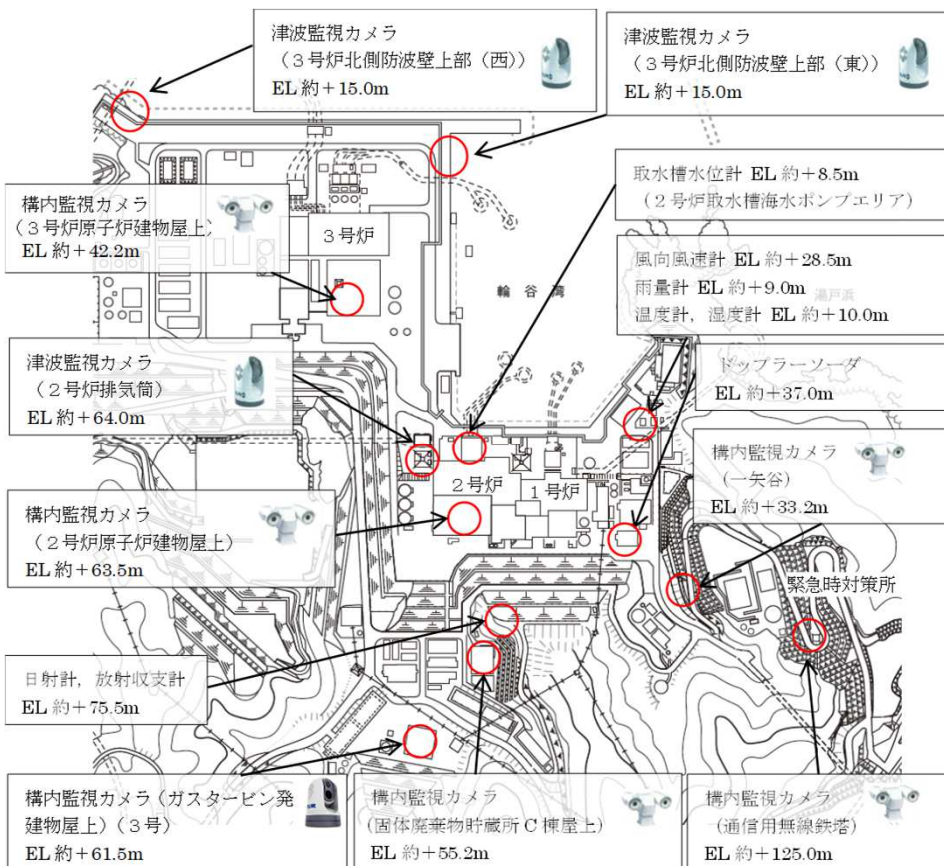 津波監視カメラ
（３号炉北側防波壁上部（西））
EL 約＋15.0m
津波監視カメラ
（３号炉北側防波壁上部（東））
EL 約＋15.0m
取水槽水位計 EL 約＋8.5m
（２号炉取水槽海水ポンプエリア）
構内監視カメラ
（３号炉原子炉建物屋上）
EL 約＋42.2m
３号炉
輪谷湾
風向風速計 EL 約＋28.5m
雨量計 EL 約＋9.0m
温度計，湿度計 EL 約＋10.0m
湯戸浜
津波監視カメラ
（２号炉排気筒）
EL 約＋64.0m
ドップラーソーダ
EL 約＋37.0m
構内監視カメラ
（一矢谷）
EL 約＋33.2m
２号炉
１号炉
構内監視カメラ
（２号炉原子炉建物屋上）
EL 約＋63.5m
緊急時対策所
日射計，放射収支計
EL 約＋75.5m
構内監視カメラ（ガスタービン発
建物屋上）（３号）
EL 約＋61.5m
構内監視カメラ
（固体廃棄物貯蔵所 C 棟屋上）
EL 約＋55.2m
構内監視カメラ
（通信用無線鉄塔）
EL 約＋125.0m